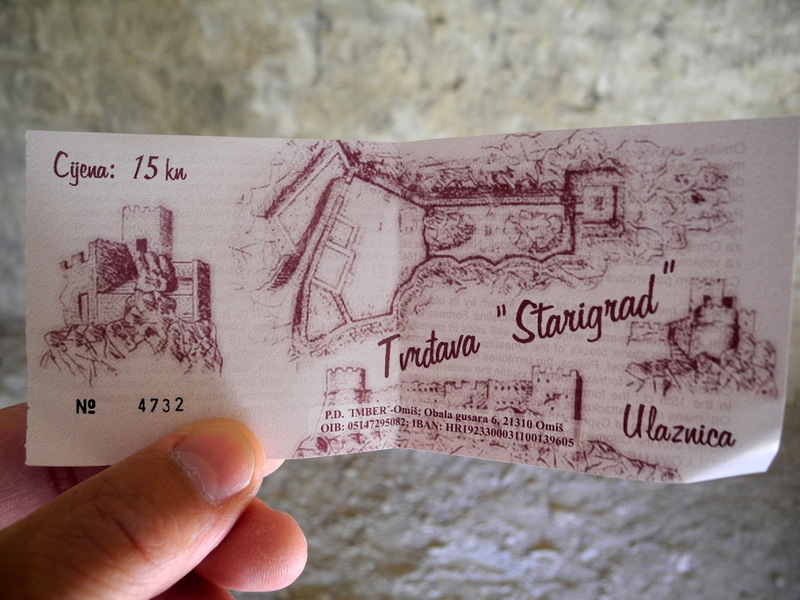 Cijena: 15 kn
Tvrđava "Starigrad"
Nº 4732
P.D. "IMBER"-Omiš; Obala gusara 6, 21310 Omiš
OIB: 05147295082; IBAN: HR1923300031100139605
Ulaznica